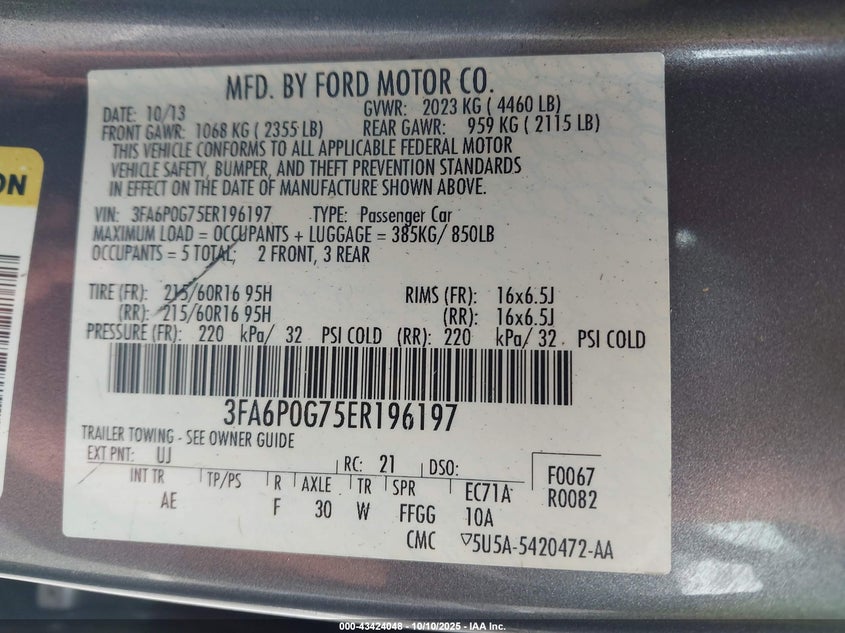 MFD. BY FORD MOTOR CO.
DATE: 10/13 GVWR: 2023 KG ( 4460 LB)
FRONT GAWR: 1068 KG ( 2355 LB) REAR GAWR: 959 KG ( 2115 LB)
THIS VEHICLE CONFORMS TO ALL APPLICABLE FEDERAL MOTOR
VEHICLE SAFETY, BUMPER, AND THEFT PREVENTION STANDARDS
IN EFFECT ON THE DATE OF MANUFACTURE SHOWN ABOVE.
ON
VIN: 3FA6P0G75ER196197 TYPE: Passenger Car
MAXIMUM LOAD = OCCUPANTS + LUGGAGE = 385KG/ 850LB
OCCUPANTS = 5 TOTAL; 2 FRONT, 3 REAR
TIRE (FR): 215/60R16 95H RIMS (FR): 16x6.5J
(RR): 215/60R16 95H (RR): 16x6.5J
PRESSURE (FR): 220 kPa/ 32 PSI COLD (RR): 220 kPa/ 32 PSI COLD
3FA6P0G75ER196197
TRAILER TOWING - SEE OWNER GUIDE
EXT PNT: UJ RC: 21 DSO: F0067
INT TR TP/PS R AXLE TR SPR EC71A R0082
AE F 30 W FFGG 10A
CMC ▽5U5A-5420472-AA
000-43424048 - 10/10/2025 - IAA Inc.